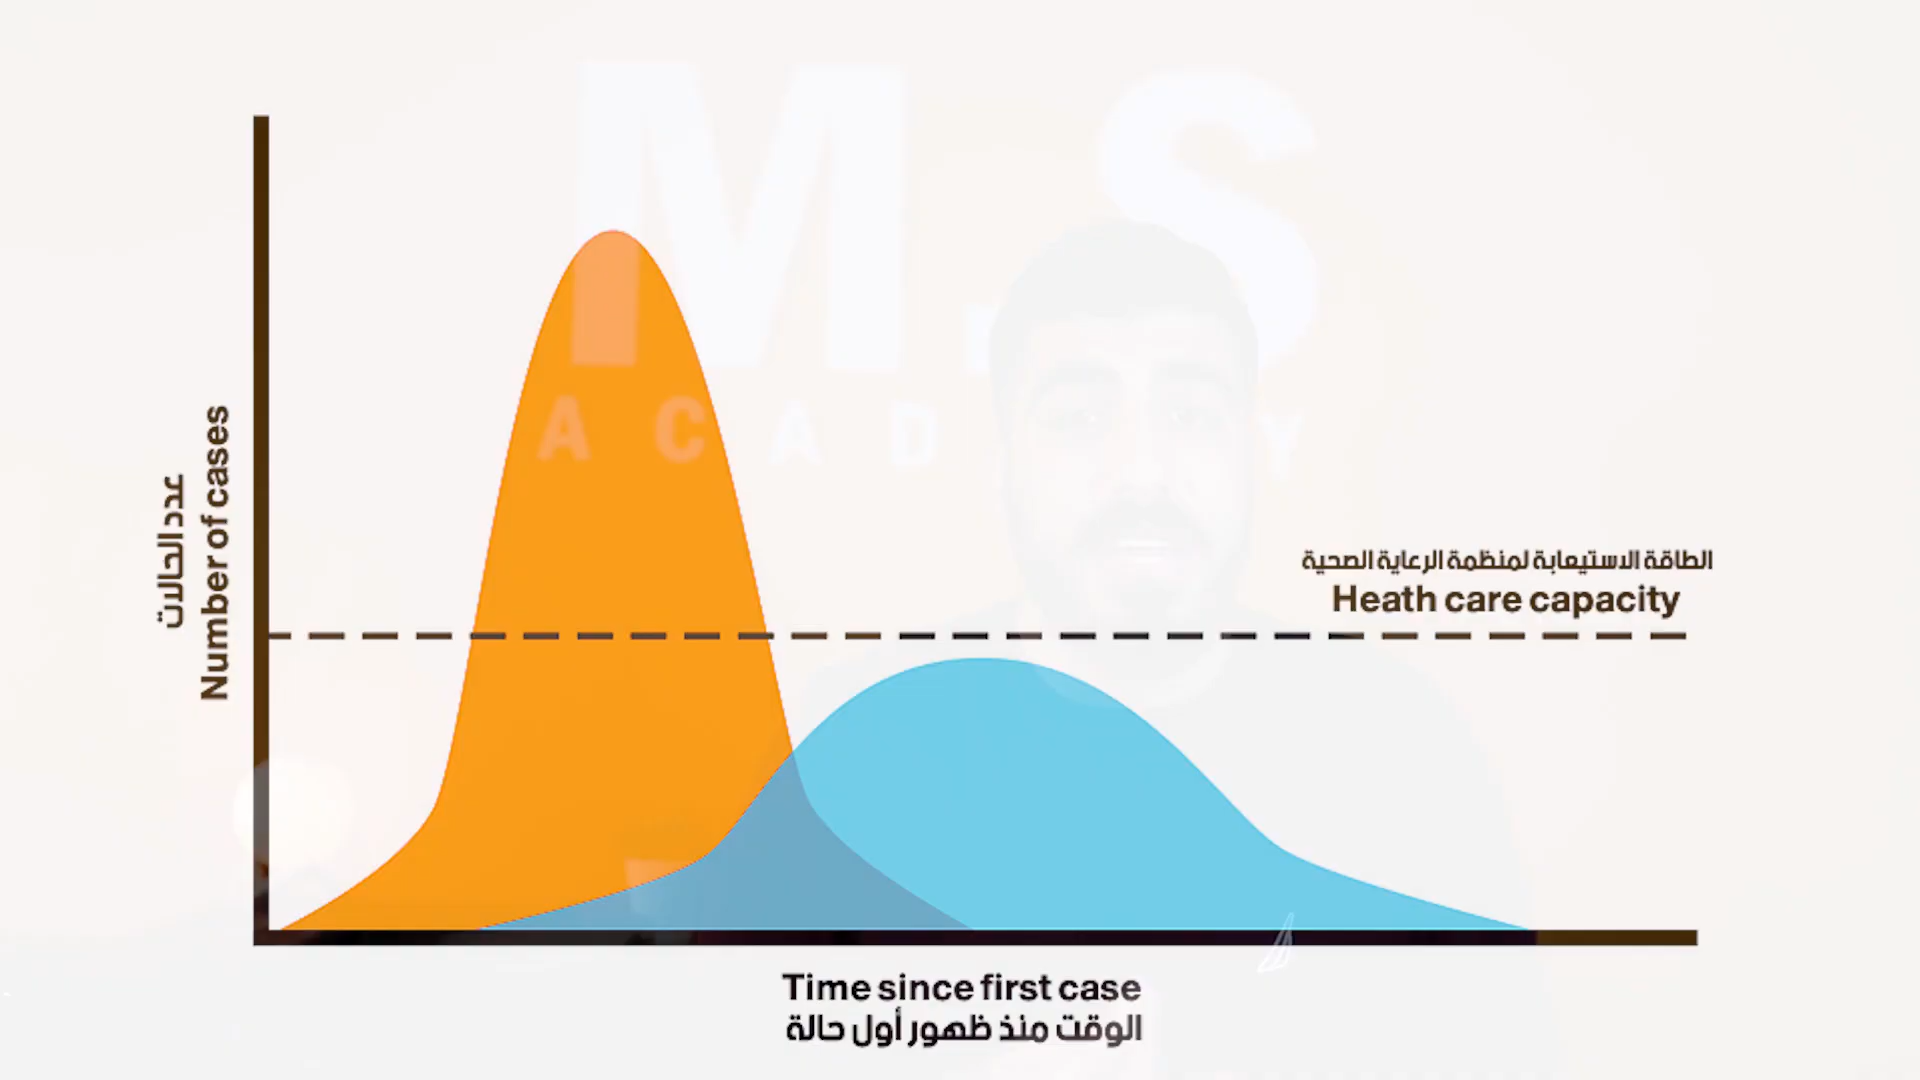 M.S
ACAD Y
عدد الحالات
Number of cases
الطاقة الاستيعابة لمنظمة الرعاية الصحية
Heath care capacity
Time since first case
الوقت منذ ظهور أول حالة